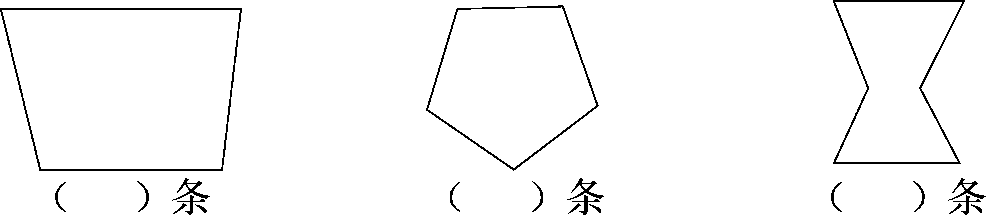 （　　）条　　（　　）条　　（　　）条